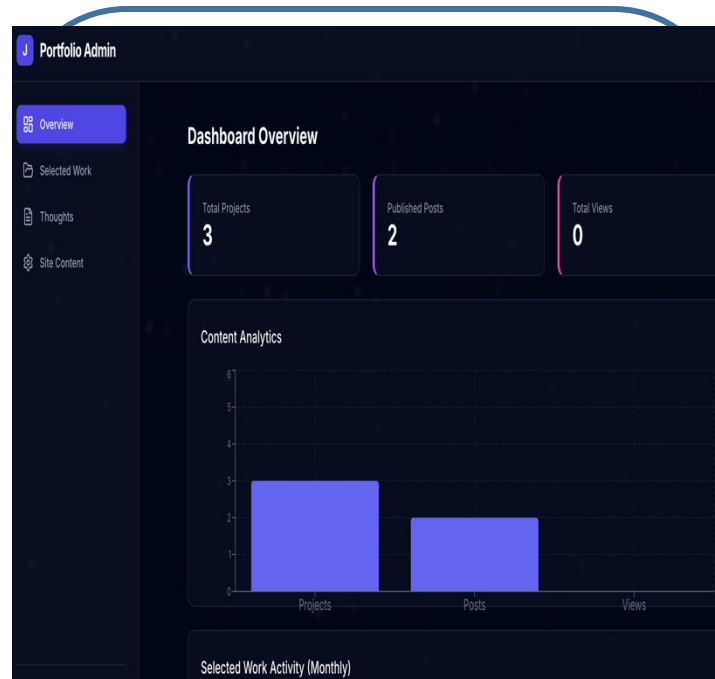 J Portfolio Admin
Overview
Selected Work
Thoughts
Site Content
Dashboard Overview
Total Projects
3
Published Posts
2
Total Views
0
Content Analytics
6
5
4
3
2
1
0
Projects Posts Views
Selected Work Activity (Monthly)